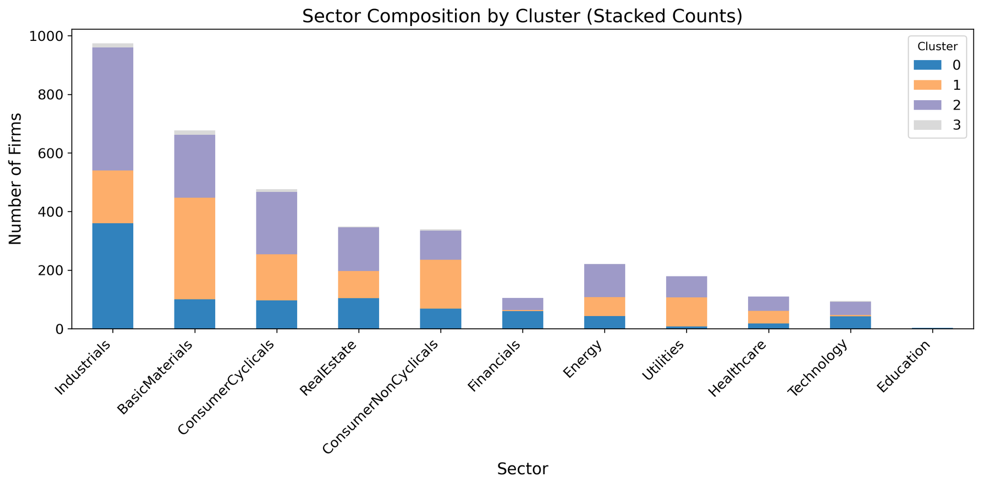 Sector Composition by Cluster (Stacked Counts)
Number of Firms
1000
800
600
400
200
0
Cluster
0
1
2
3
Industrials
BasicMaterials
ConsumerCyclicals
RealEstate
ConsumerNonCyclicals
Financials
Energy
Utilities
Healthcare
Technology
Education
Sector